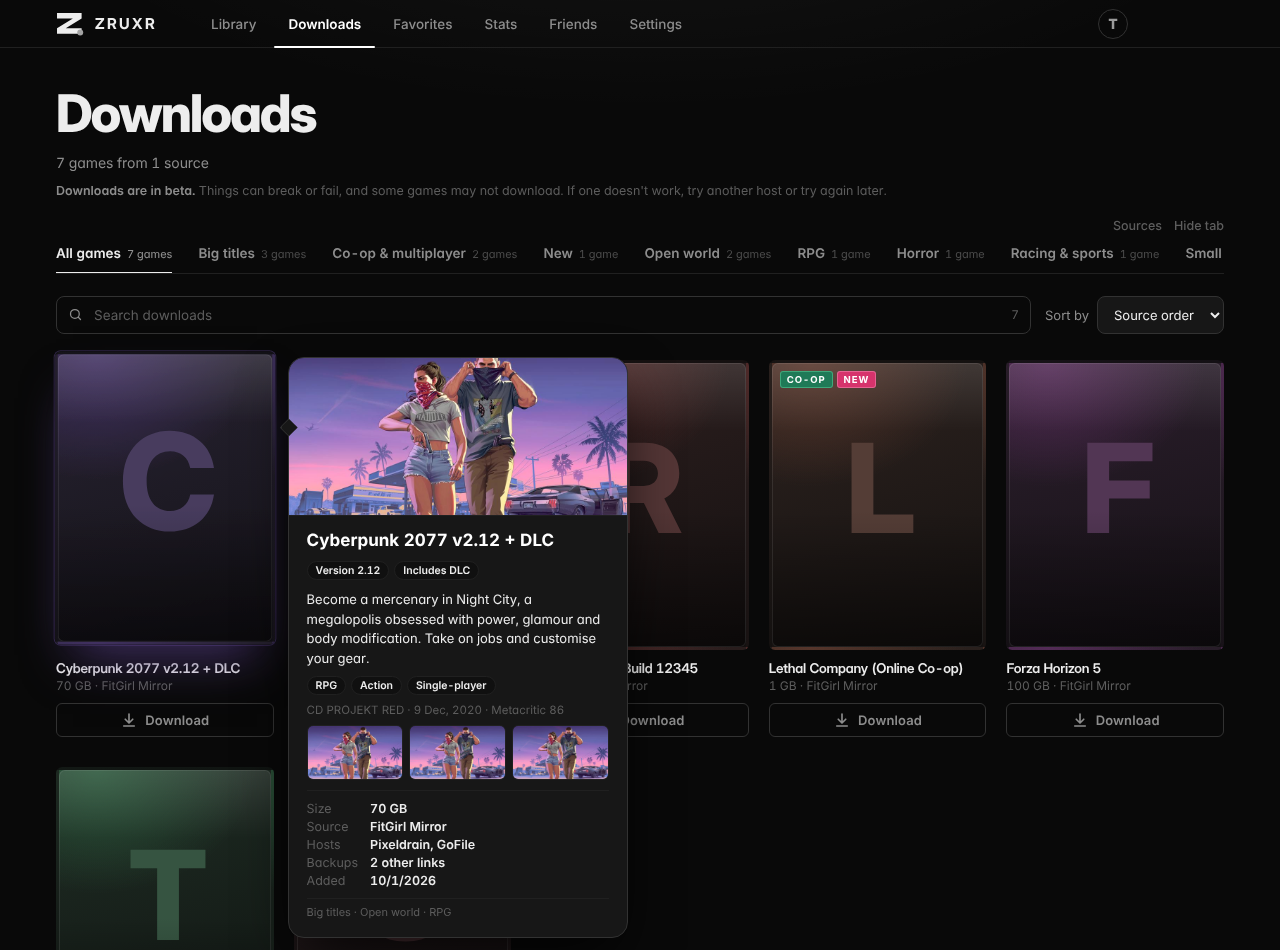 ZRUXR
Library
Downloads
Favorites
Stats
Friends
Settings
T
Downloads
7 games from 1 source
Downloads are in beta. Things can break or fail, and some games may not download. If one doesn't work, try another host or try again later.
Sources
Hide tab
All games 7 games
Big titles 3 games
Co-op & multiplayer 2 games
New 1 game
Open world 2 games
RPG 1 game
Horror 1 game
Racing & sports 1 game
Small
Search downloads
7
Sort by
Source order
C
Cyberpunk 2077 v2.12 + DLC
70 GB · FitGirl Mirror
Download
Cyberpunk 2077 v2.12 + DLC
Version 2.12
Includes DLC
Become a mercenary in Night City, a
megalopolis obsessed with power, glamour and
body modification. Take on jobs and customise
your gear.
RPG
Action
Single-player
CD PROJEKT RED · 9 Dec, 2020 · Metacritic 86
Size 70 GB
Source FitGirl Mirror
Hosts Pixeldrain, GoFile
Backups 2 other links
Added 10/1/2026
Big titles · Open world · RPG
R
Build 12345
rror
ownload
CO-OP
NEW
L
Lethal Company (Online Co-op)
1 GB · FitGirl Mirror
Download
F
Forza Horizon 5
100 GB · FitGirl Mirror
Download
T